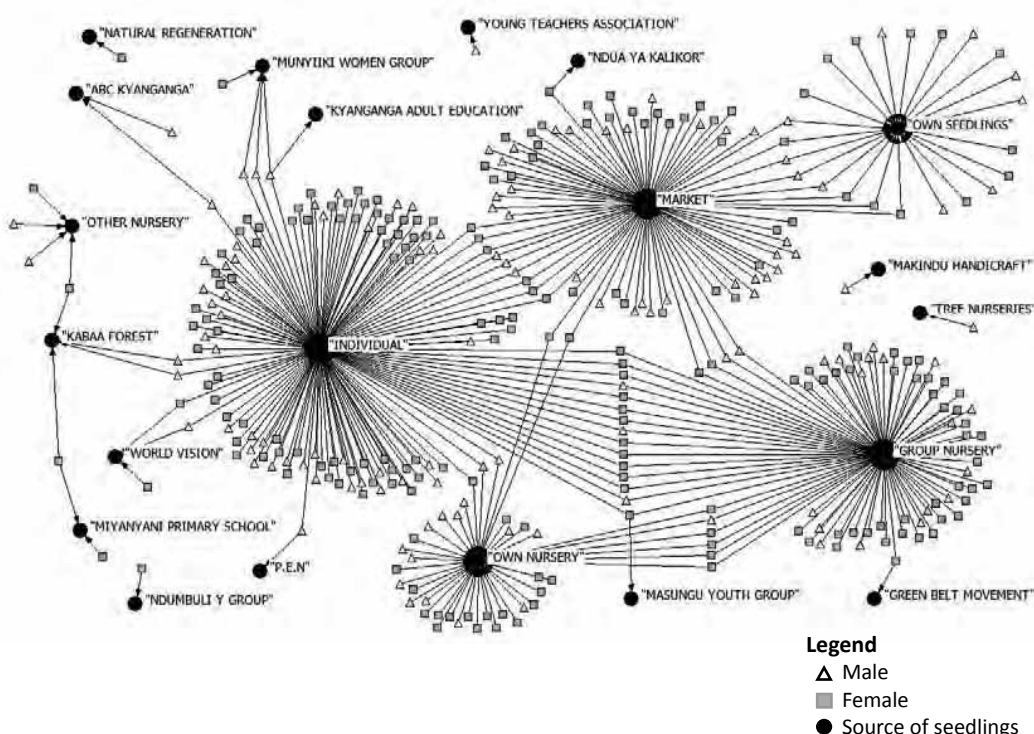 "YOUNG TEACHERS ASSOCIATION"
"NATURAL REGENERATION"
"NDUA YA KALIKOR"
"MUNYIIKI WOMEN GROUP"
"ABC KYANGANGA"
"KYANGANGA ADULT EDUCATION"
"OWN SEEDLINGS"
"MARKET"
"OTHER NURSERY"
"MAKINDU HANDICRAFT"
"TREE NURSERIES"
"KABAA FOREST"
"INDIVIDUAL"
"WORLD VISION"
"GROUP NURSERY"
"MIYANYANI PRIMARY SCHOOL"
"OWN NURSERY"
"P.E.N"
"NDUMBULI Y GROUP"
"MASUNGU YOUTH GROUP"
"GREEN BELT MOVEMENT"
Legend
Male
Female
Source of seedlings